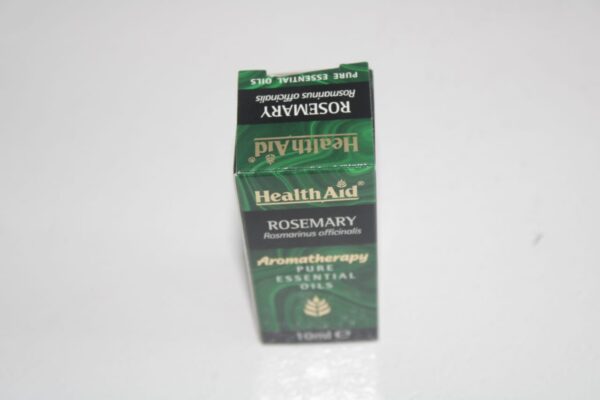 PURE ESSENTIAL OILS
Rosmarinus officinalis
ROSEMARY
HealthAid®
HealthAid®
ROSEMARY
Rosmarinus officinalis
Aromatherapy
PURE
ESSENTIAL
OILS
10ml C€